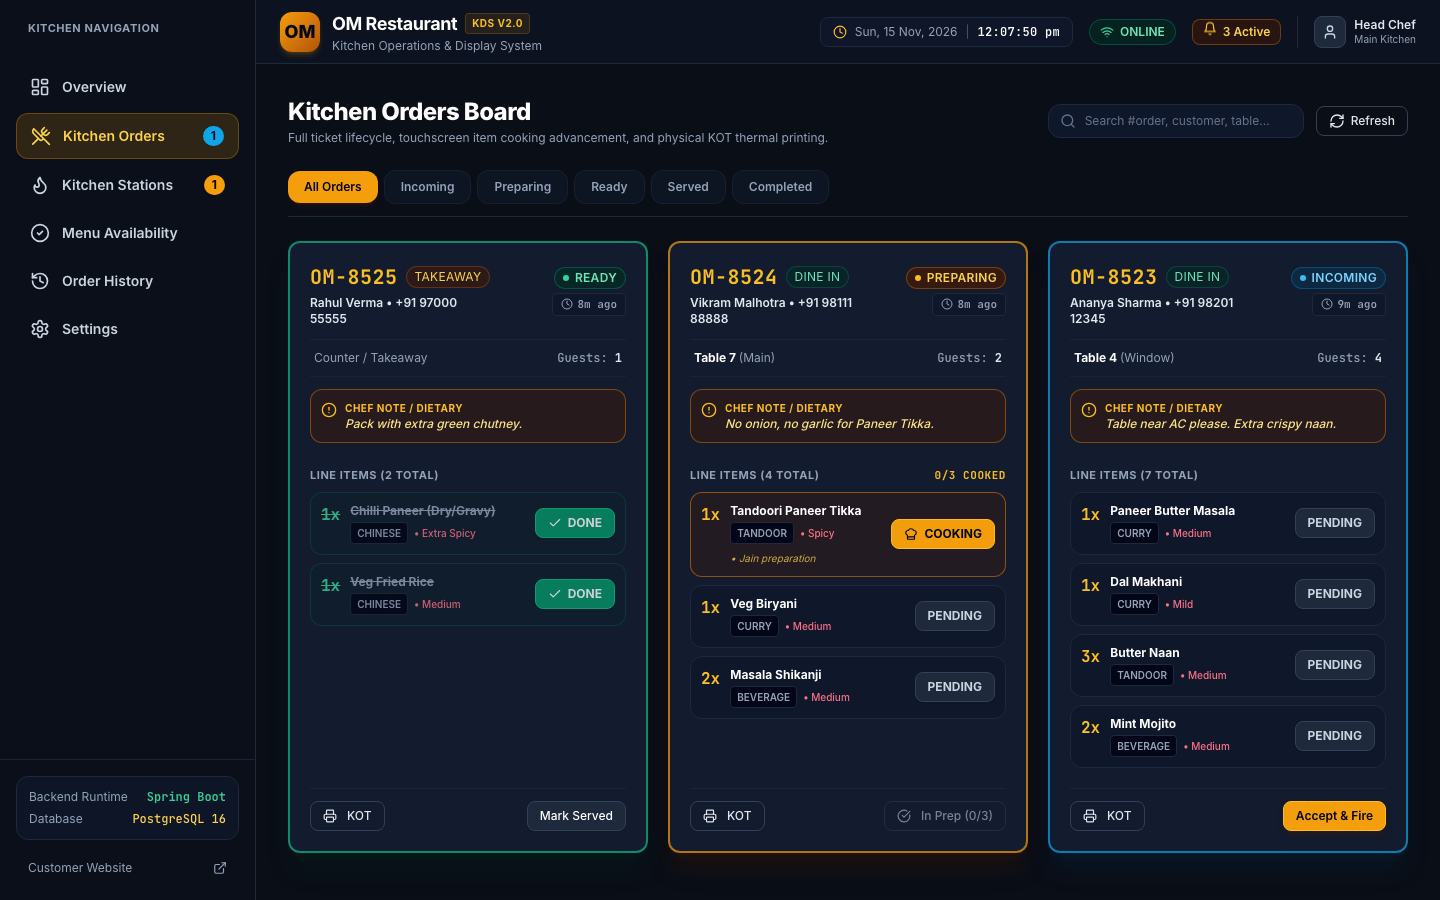 KITCHEN NAVIGATION
Overview
Kitchen Orders
1
Kitchen Stations
1
Menu Availability
Order History
Settings
Backend Runtime
Spring Boot
Database
PostgreSQL 16
Customer Website
OM
OM Restaurant
KDS V2.0
Kitchen Operations & Display System
Sun, 15 Nov, 2026
12:07:50 pm
ONLINE
3 Active
Head Chef
Main Kitchen
Kitchen Orders Board
Full ticket lifecycle, touchscreen item cooking advancement, and physical KOT thermal printing.
Search #order, customer, table...
Refresh
All Orders
Incoming
Preparing
Ready
Served
Completed
OM-8525
TAKEAWAY
READY
Rahul Verma • +91 97000
55555
8m ago
Counter / Takeaway
Guests: 1
CHEF NOTE / DIETARY
Pack with extra green chutney.
LINE ITEMS (2 TOTAL)
1x
Chilli Paneer (Dry/Gravy)
CHINESE
• Extra Spicy
DONE
1x
Veg Fried Rice
CHINESE
• Medium
DONE
KOT
Mark Served
OM-8524
DINE IN
PREPARING
Vikram Malhotra • +91 98111
88888
8m ago
Table 7 (Main)
Guests: 2
CHEF NOTE / DIETARY
No onion, no garlic for Paneer Tikka.
LINE ITEMS (4 TOTAL)
0/3 COOKED
1x
Tandoori Paneer Tikka
TANDOOR
• Spicy
• Jain preparation
COOKING
1x
Veg Biryani
CURRY
• Medium
PENDING
2x
Masala Shikanji
BEVERAGE
• Medium
PENDING
KOT
In Prep (0/3)
OM-8523
DINE IN
INCOMING
Ananya Sharma • +91 98201
12345
9m ago
Table 4 (Window)
Guests: 4
CHEF NOTE / DIETARY
Table near AC please. Extra crispy naan.
LINE ITEMS (7 TOTAL)
1x
Paneer Butter Masala
CURRY
• Medium
PENDING
1x
Dal Makhani
CURRY
• Mild
PENDING
3x
Butter Naan
TANDOOR
• Medium
PENDING
2x
Mint Mojito
BEVERAGE
• Medium
PENDING
KOT
Accept & Fire